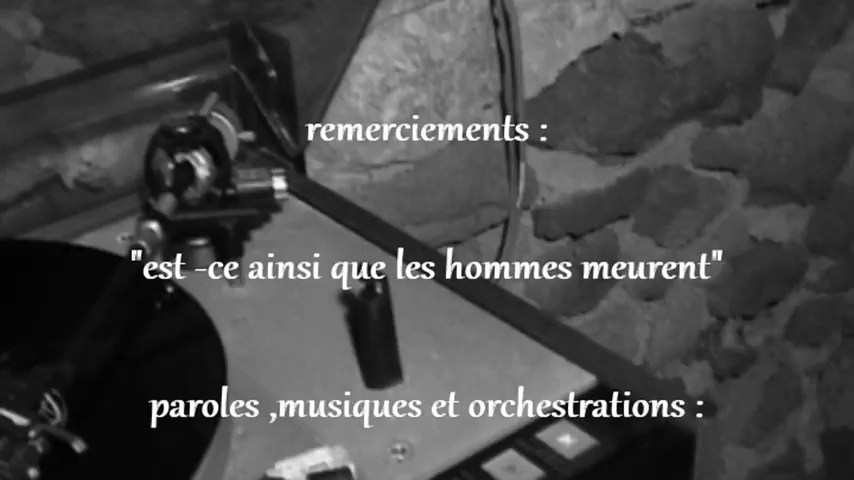 remerciements :
"est -ce ainsi que les hommes meurent"
paroles ,musiques et orchestrations :